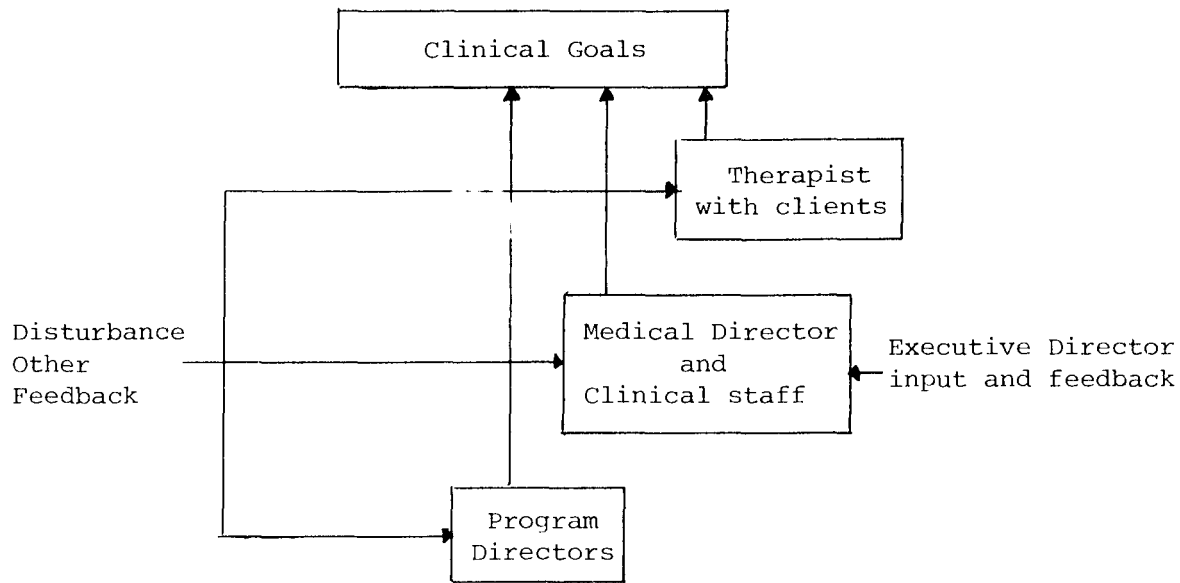 Clinical Goals
Therapist
with clients
Disturbance
Other
Feedback
Medical Director
and
Clinical staff
Executive Director
input and feedback
Program
Directors